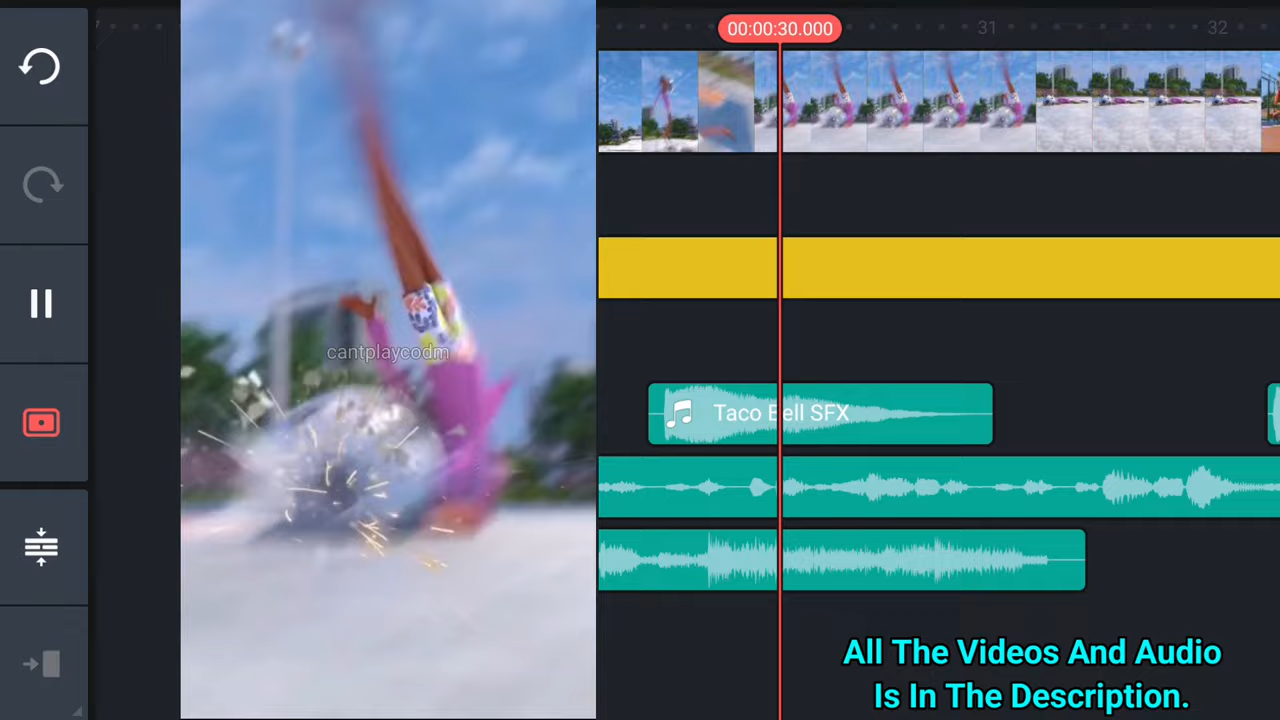 00:00:30.000
31
32
cantplaycodm
Taco Bell SFX
All The Videos And Audio
Is In The Description.